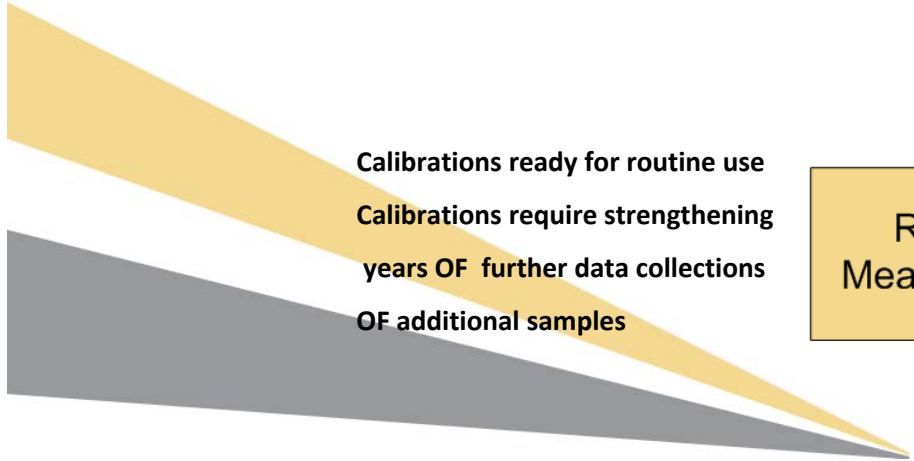 Calibrations ready for routine use
Calibrations require strengthening
years OF further data collections
OF additional samples